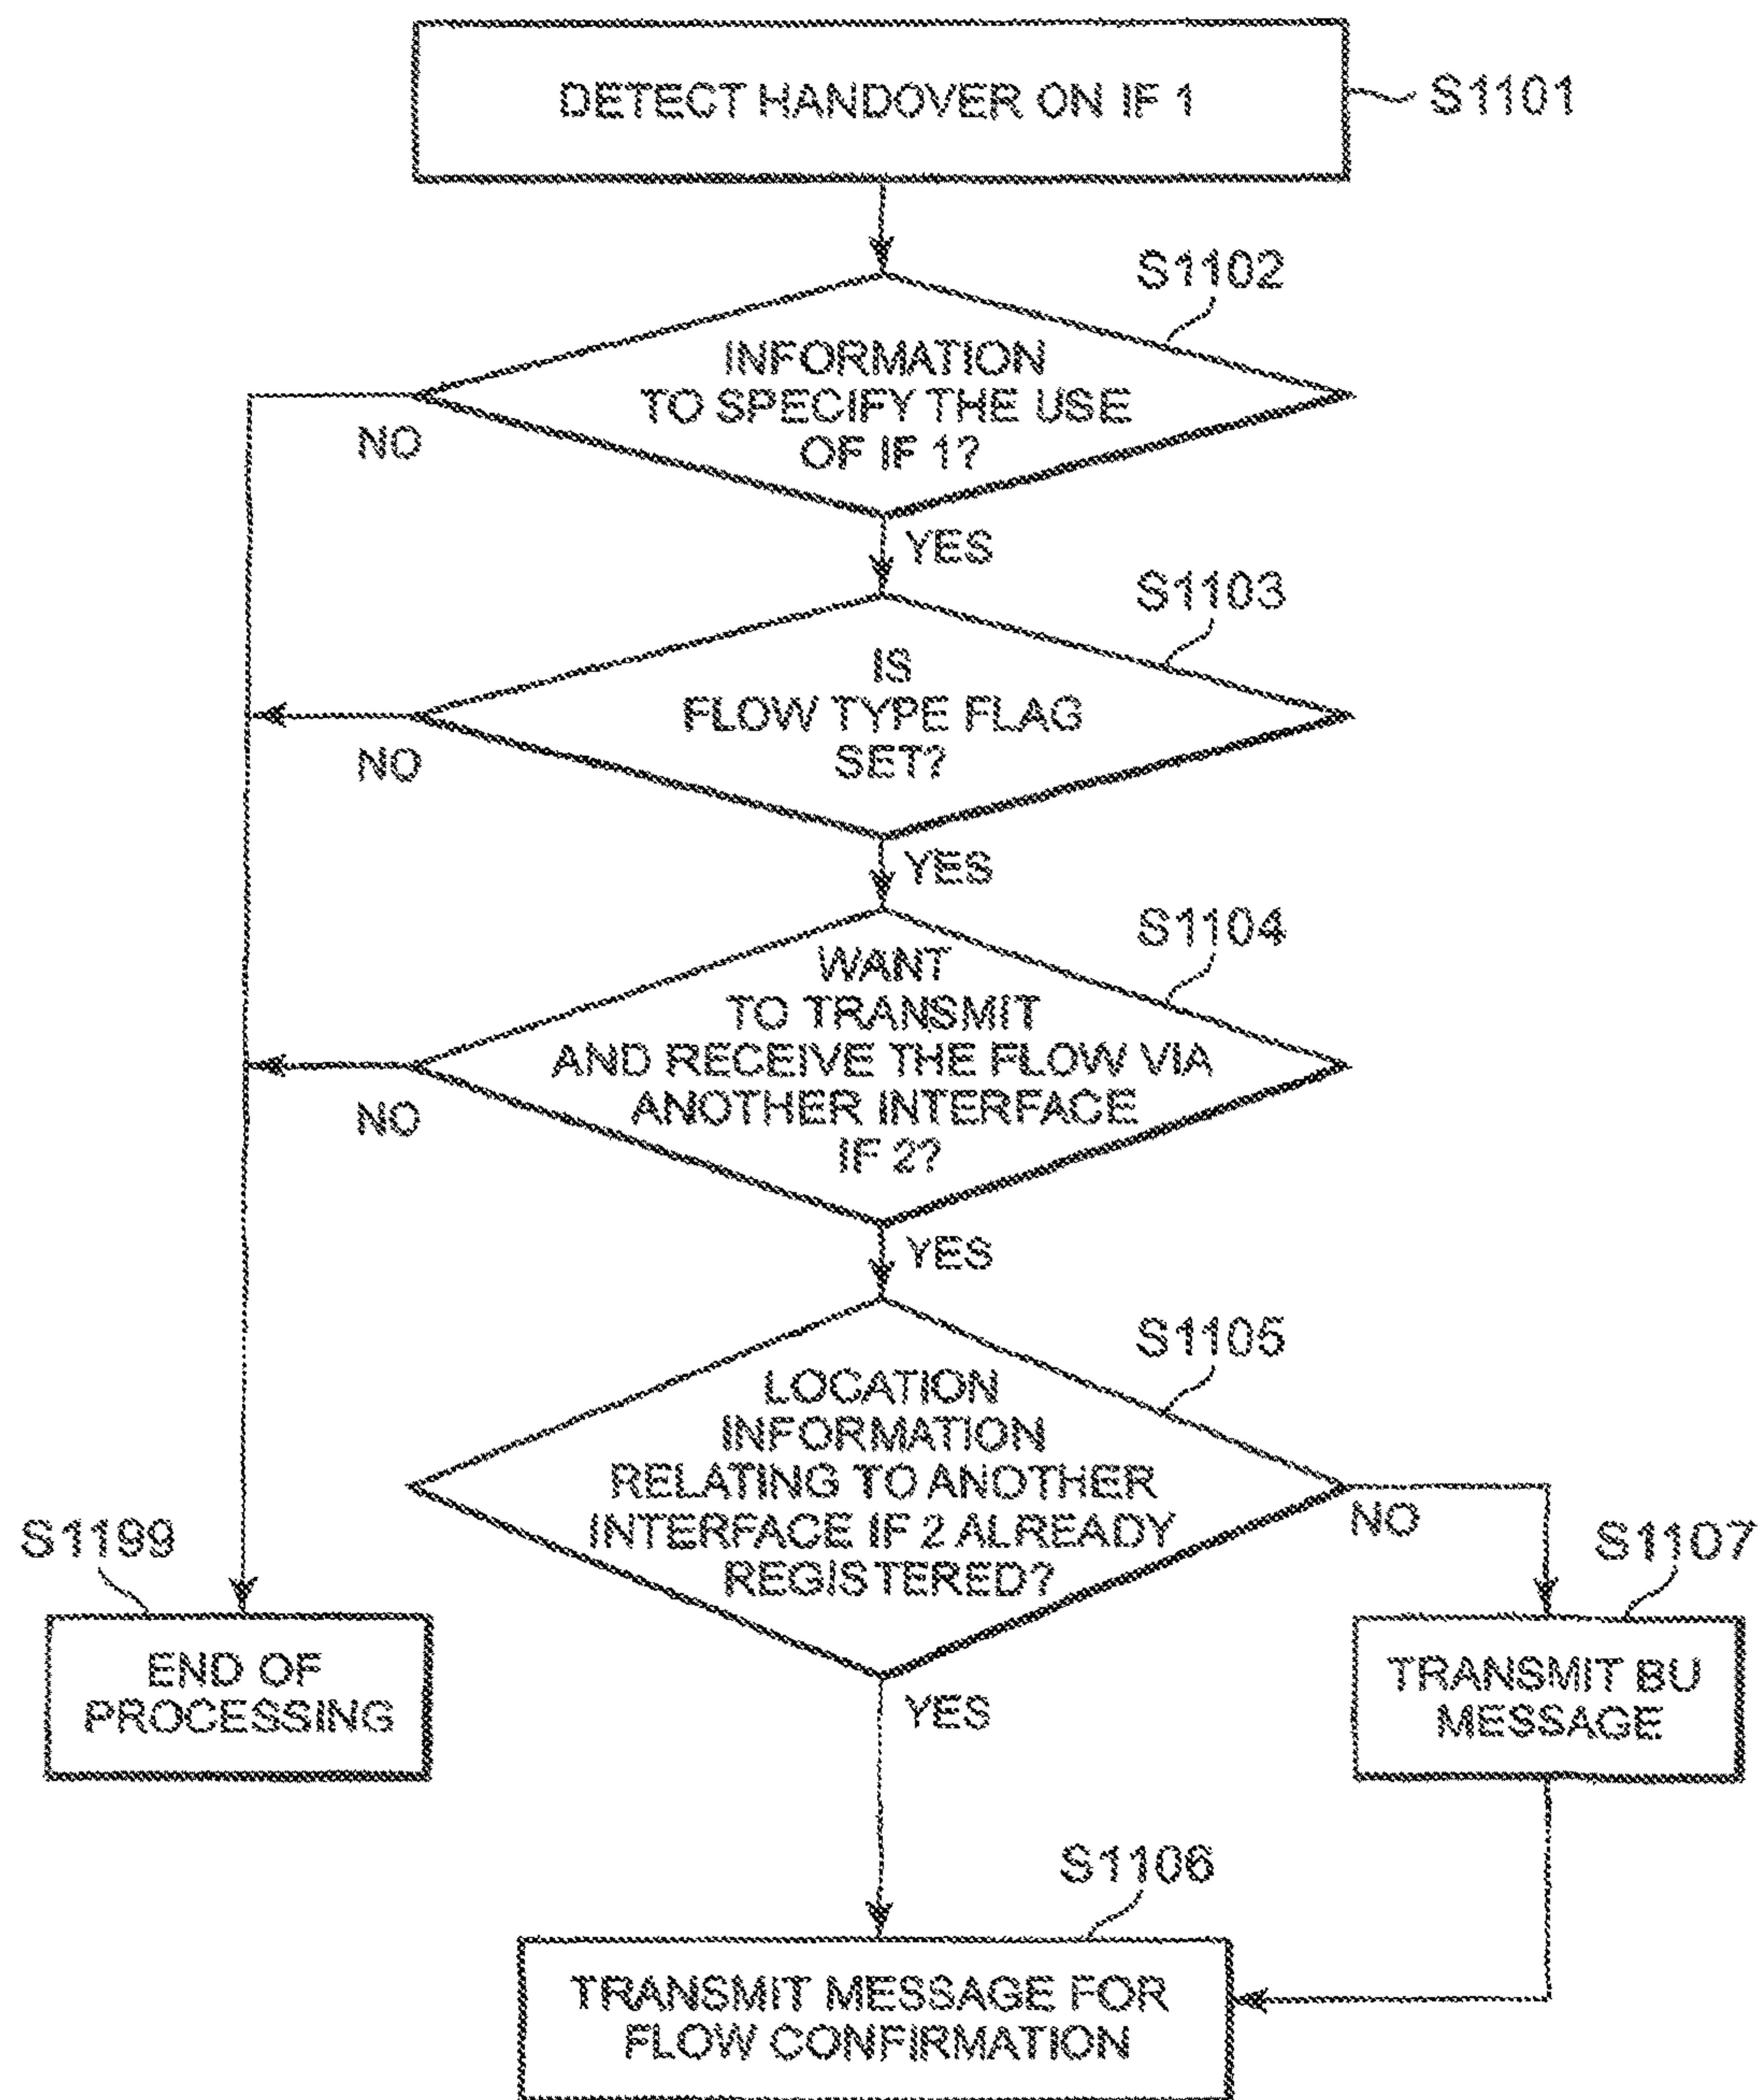 DETECT HANDOVER ON IF 1
S1101
S1102
INFORMATION
TO SPECIFY THE USE
OF IF 1?
NO
YES
S1103
IS
FLOW TYPE FLAG
SET?
NO
YES
S1104
WANT
TO TRANSMIT
AND RECEIVE THE FLOW VIA
ANOTHER INTERFACE
IF 2?
NO
YES
S1105
LOCATION
INFORMATION
RELATING TO ANOTHER
INTERFACE IF 2 ALREADY
REGISTERED?
NO
YES
S1199
END OF
PROCESSING
S1107
TRANSMIT BU
MESSAGE
S1106
TRANSMIT MESSAGE FOR
FLOW CONFIRMATION